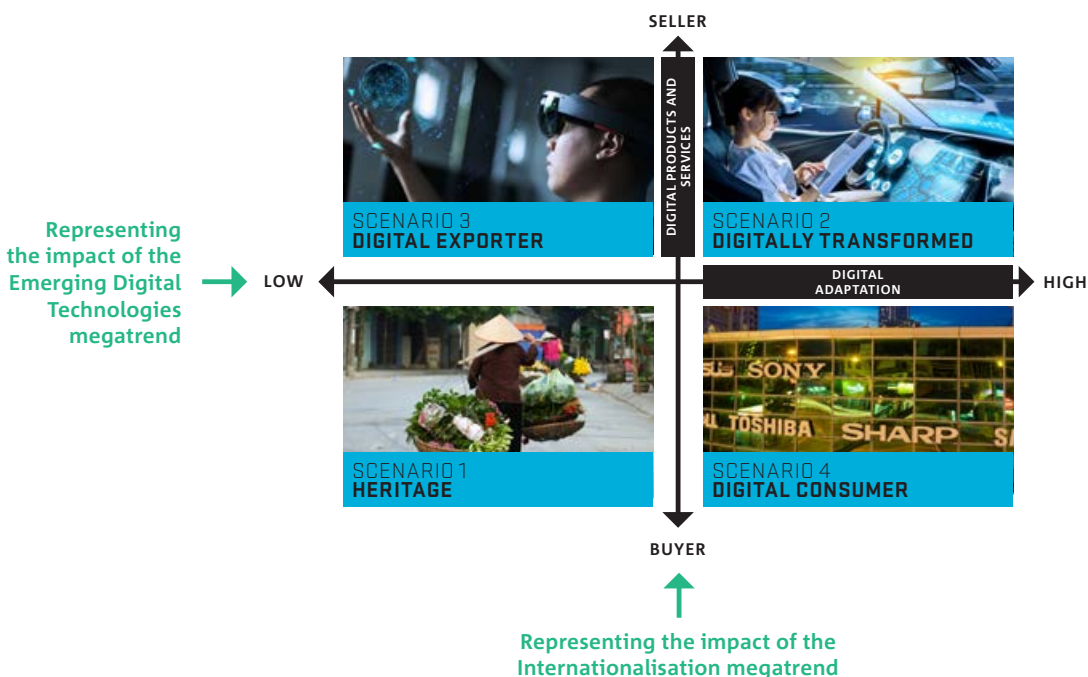 SELLER
DIGITAL PRODUCTS AND
SERVICES
SCENARIO 3
DIGITAL EXPORTER
SCENARIO 2
DIGITALLY TRANSFORMED
Representing
the impact of the
Emerging Digital
Technologies
megatrend
LOW
DIGITAL
ADAPTATION
HIGH
SONY
TOSHIBA
SHARP
SCENARIO 1
HERITAGE
SCENARIO 4
DIGITAL CONSUMER
BUYER
Representing the impact of the
Internationalisation megatrend